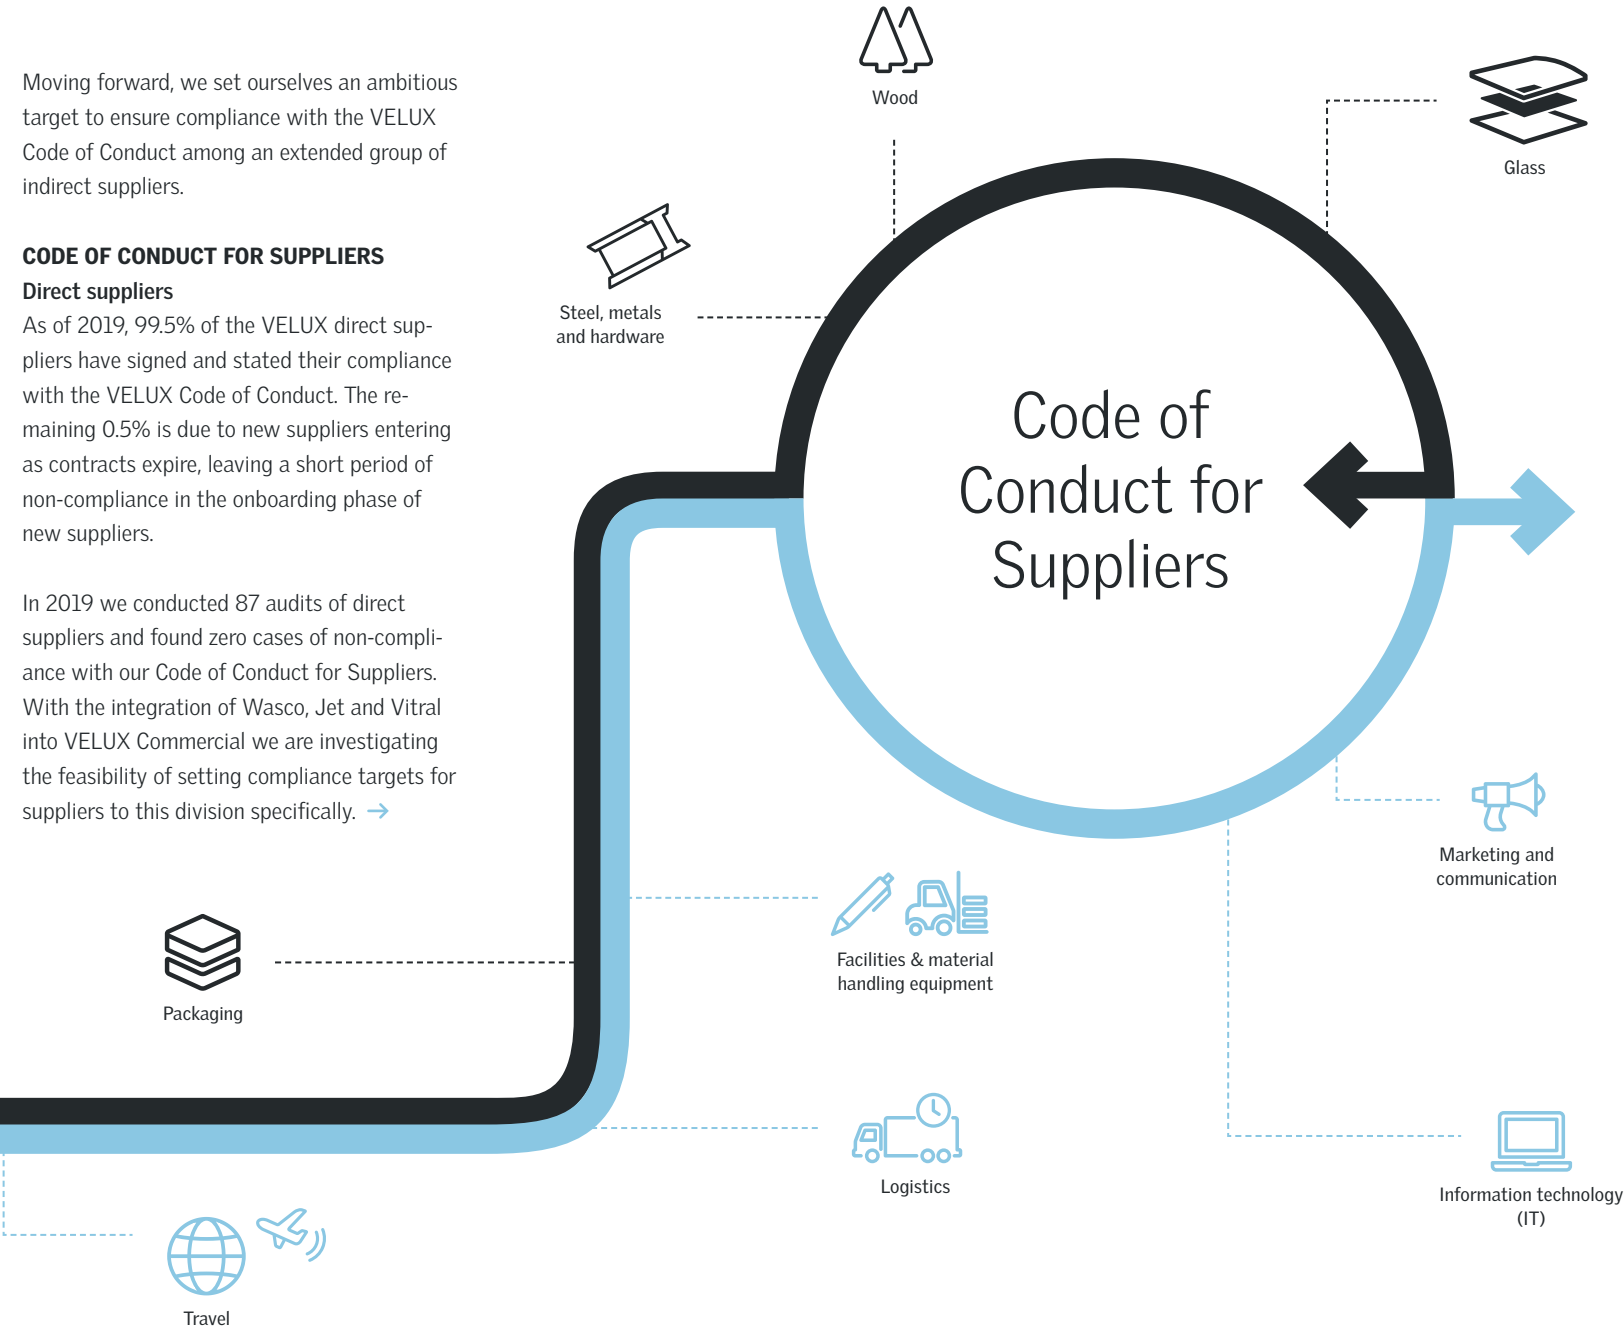 Moving forward, we set ourselves an ambitious
target to ensure compliance with the VELUX
Code of Conduct among an extended group of
indirect suppliers.
CODE OF CONDUCT FOR SUPPLIERS
Direct suppliers
As of 2019, 99.5% of the VELUX direct sup-
pliers have signed and stated their compliance
with the VELUX Code of Conduct. The re-
maining 0.5% is due to new suppliers entering
as contracts expire, leaving a short period of
non-compliance in the onboarding phase of
new suppliers.
In 2019 we conducted 87 audits of direct
suppliers and found zero cases of non-compli-
ance with our Code of Conduct for Suppliers.
With the integration of Wasco, Jet and Vitral
into VELUX Commercial we are investigating
the feasibility of setting compliance targets for
suppliers to this division specifically. →
Wood
Glass
Steel, metals
and hardware
Code of
Conduct for
Suppliers
Marketing and
communication
Facilities & material
handling equipment
Packaging
Logistics
Information technology
(IT)
Travel